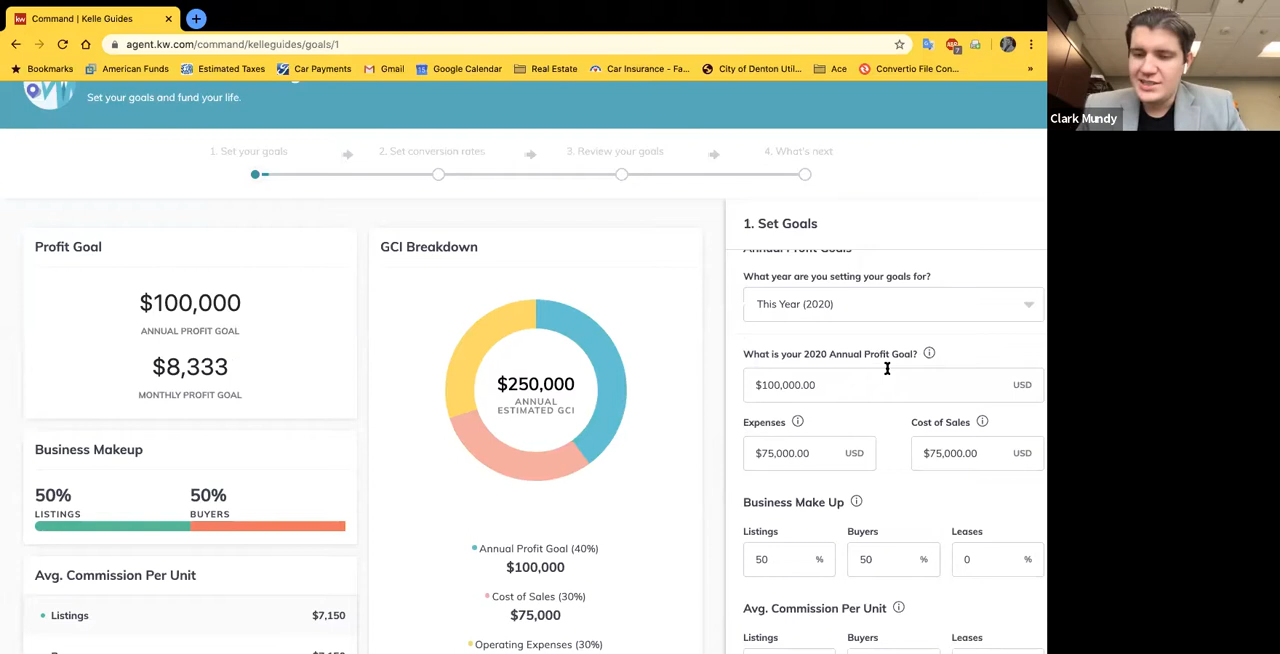 Command | Kelle Guides
agent.kw.com/command/kelleguides/goals/1
Bookmarks American Funds Estimated Taxes Car Payments Gmail Google Calendar Real Estate Car Insurance - Fa... City of Denton Util... Ace Convertio File Con... »
Set your goals and fund your life.
Clark Mundy
1. Set your goals 2. Set conversion rates 3. Review your goals 4. What's next
1. Set Goals
Annual Profit Goals
What year are you setting your goals for?
This Year (2020)
What is your 2020 Annual Profit Goal?
$100,000.00 USD
Expenses Cost of Sales
$75,000.00 USD $75,000.00 USD
Business Make Up
Listings Buyers Leases
50 % 50 % 0 %
Avg. Commission Per Unit
Listings Buyers Leases
Profit Goal
$100,000
ANNUAL PROFIT GOAL
$8,333
MONTHLY PROFIT GOAL
Business Makeup
50% 50%
LISTINGS BUYERS
Avg. Commission Per Unit
Listings $7,150
GCI Breakdown
$250,000
ANNUAL
ESTIMATED GCI
Annual Profit Goal (40%)
$100,000
Cost of Sales (30%)
$75,000
Operating Expenses (30%)